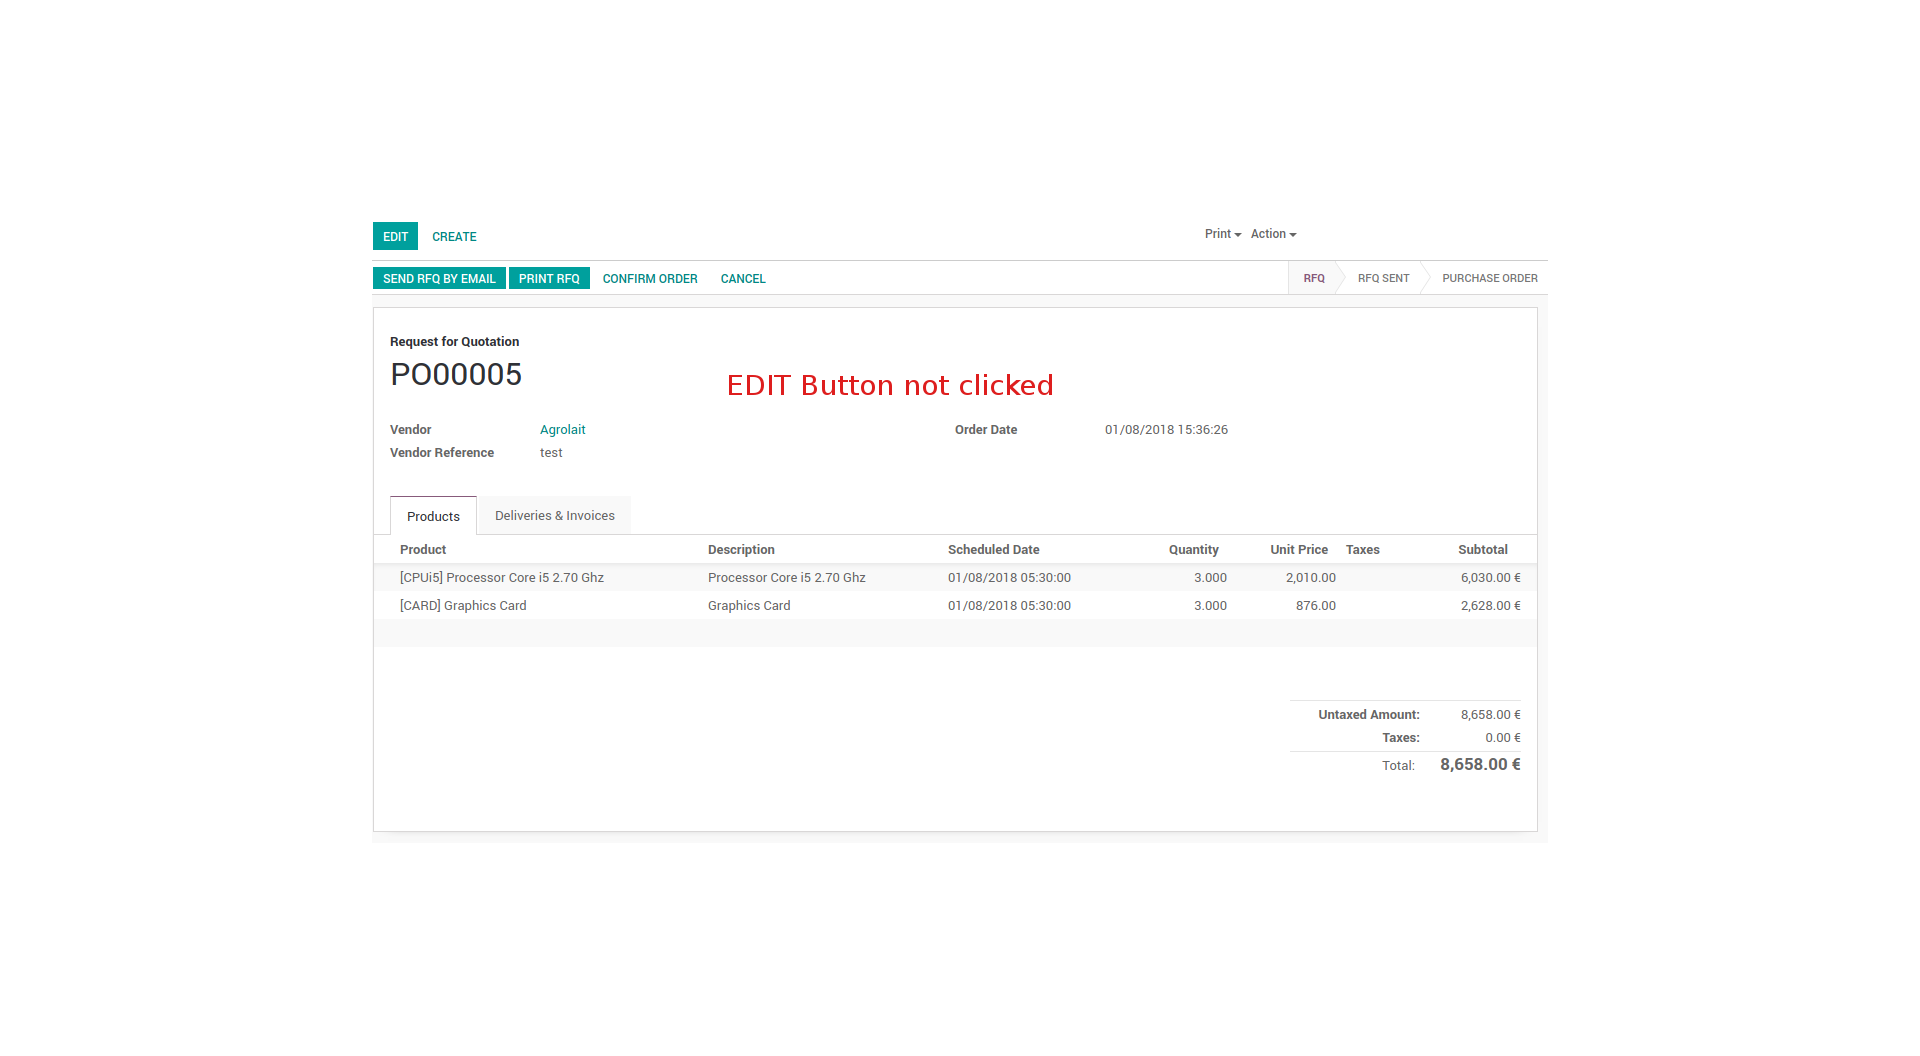 EDIT CREATE Print Action
SEND RFQ BY EMAIL PRINT RFQ CONFIRM ORDER CANCEL RFQ RFQ SENT PURCHASE ORDER
Request for Quotation
PO00005
EDIT Button not clicked
Vendor Agrolait Order Date 01/08/2018 15:36:26
Vendor Reference test
Products Deliveries & Invoices
Product Description Scheduled Date Quantity Unit Price Taxes Subtotal
[CPUi5] Processor Core i5 2.70 Ghz Processor Core i5 2.70 Ghz 01/08/2018 05:30:00 3.000 2,010.00 6,030.00 €
[CARD] Graphics Card Graphics Card 01/08/2018 05:30:00 3.000 876.00 2,628.00 €
Untaxed Amount: 8,658.00 €
Taxes: 0.00 €
Total: 8,658.00 €